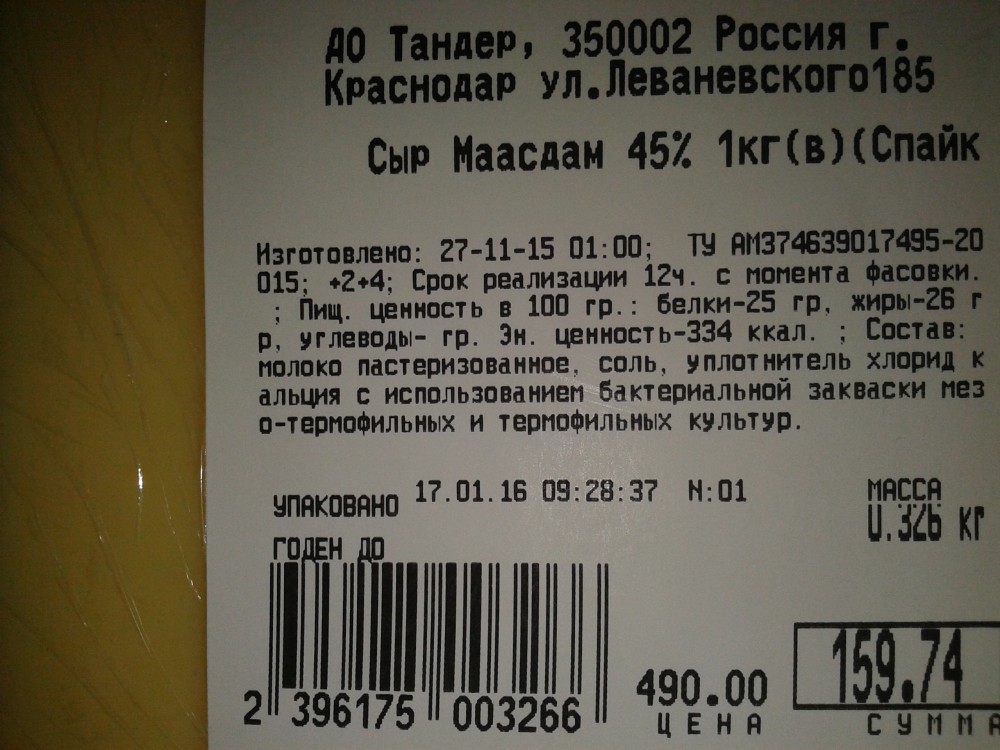 ДО Тандер, 350002 Россия г.
Краснодар ул.Леваневского185
Сыр Маасдам 45% 1кг(в)(Спайк
Изготовлено: 27-11-15 01:00; ТУ АМ374639017495-20
015; +2+4; Срок реализации 12ч. с момента фасовки.
; Пищ. ценность в 100 гр.: белки-25 гр, жиры-26 г
р, углеводы- гр. Эн. ценность-334 ккал. ; Состав:
молоко пастеризованное, соль, уплотнитель хлорид к
альция с использованием бактериальной закваски мез
о-термофильных и термофильных культур.
УПАКОВАНО 17.01.16 09:28:37 N:01 МАССА
0.326 кг
ГОДЕН ДО
159.74
490.00
2 396175 003266
ЦЕНА СУММА